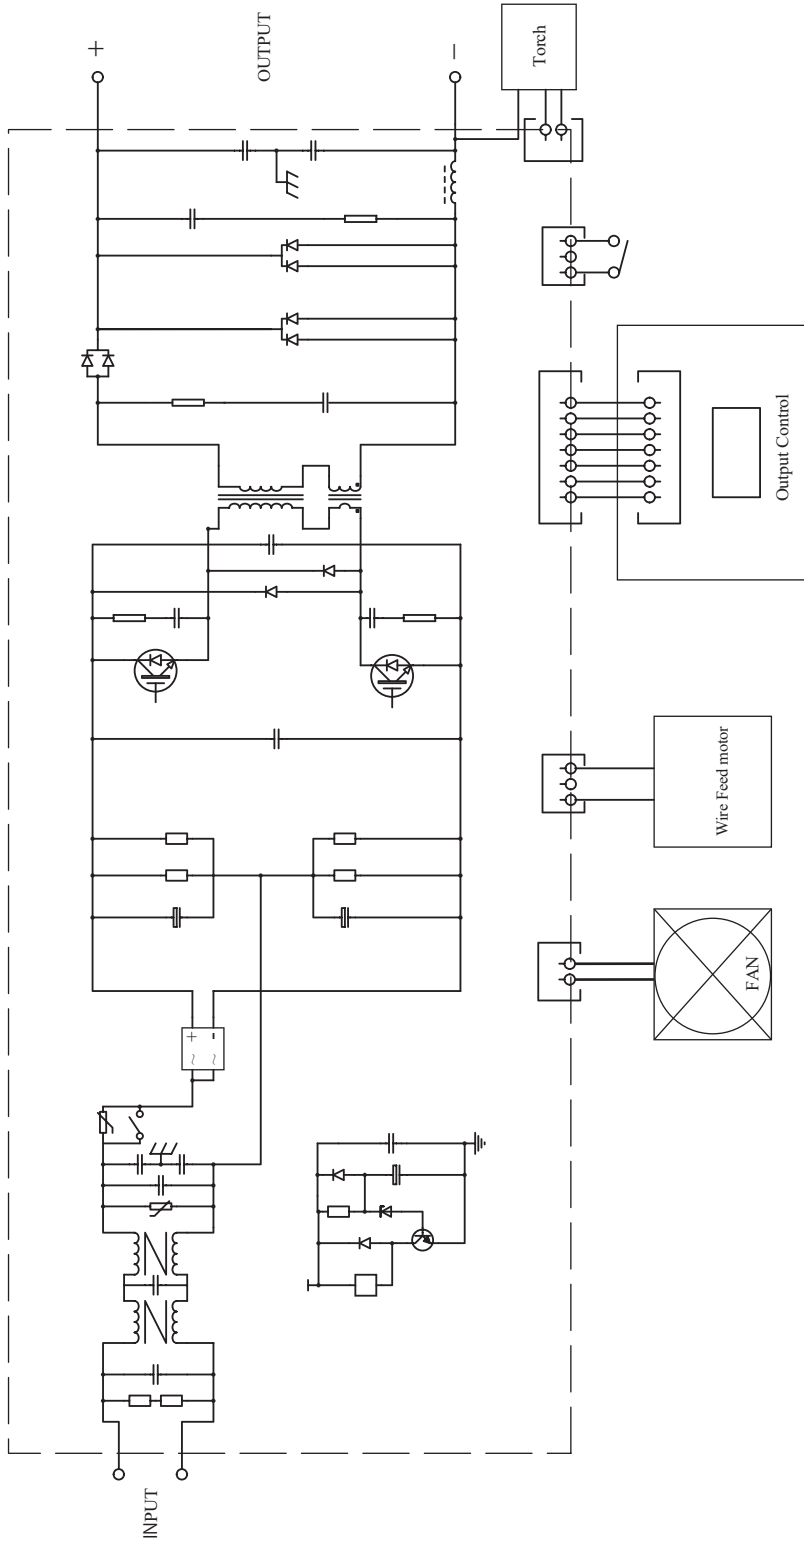 +
OUTPUT
−
Torch
Output Control
Wire Feed motor
FAN
~ +
~ -
INPUT